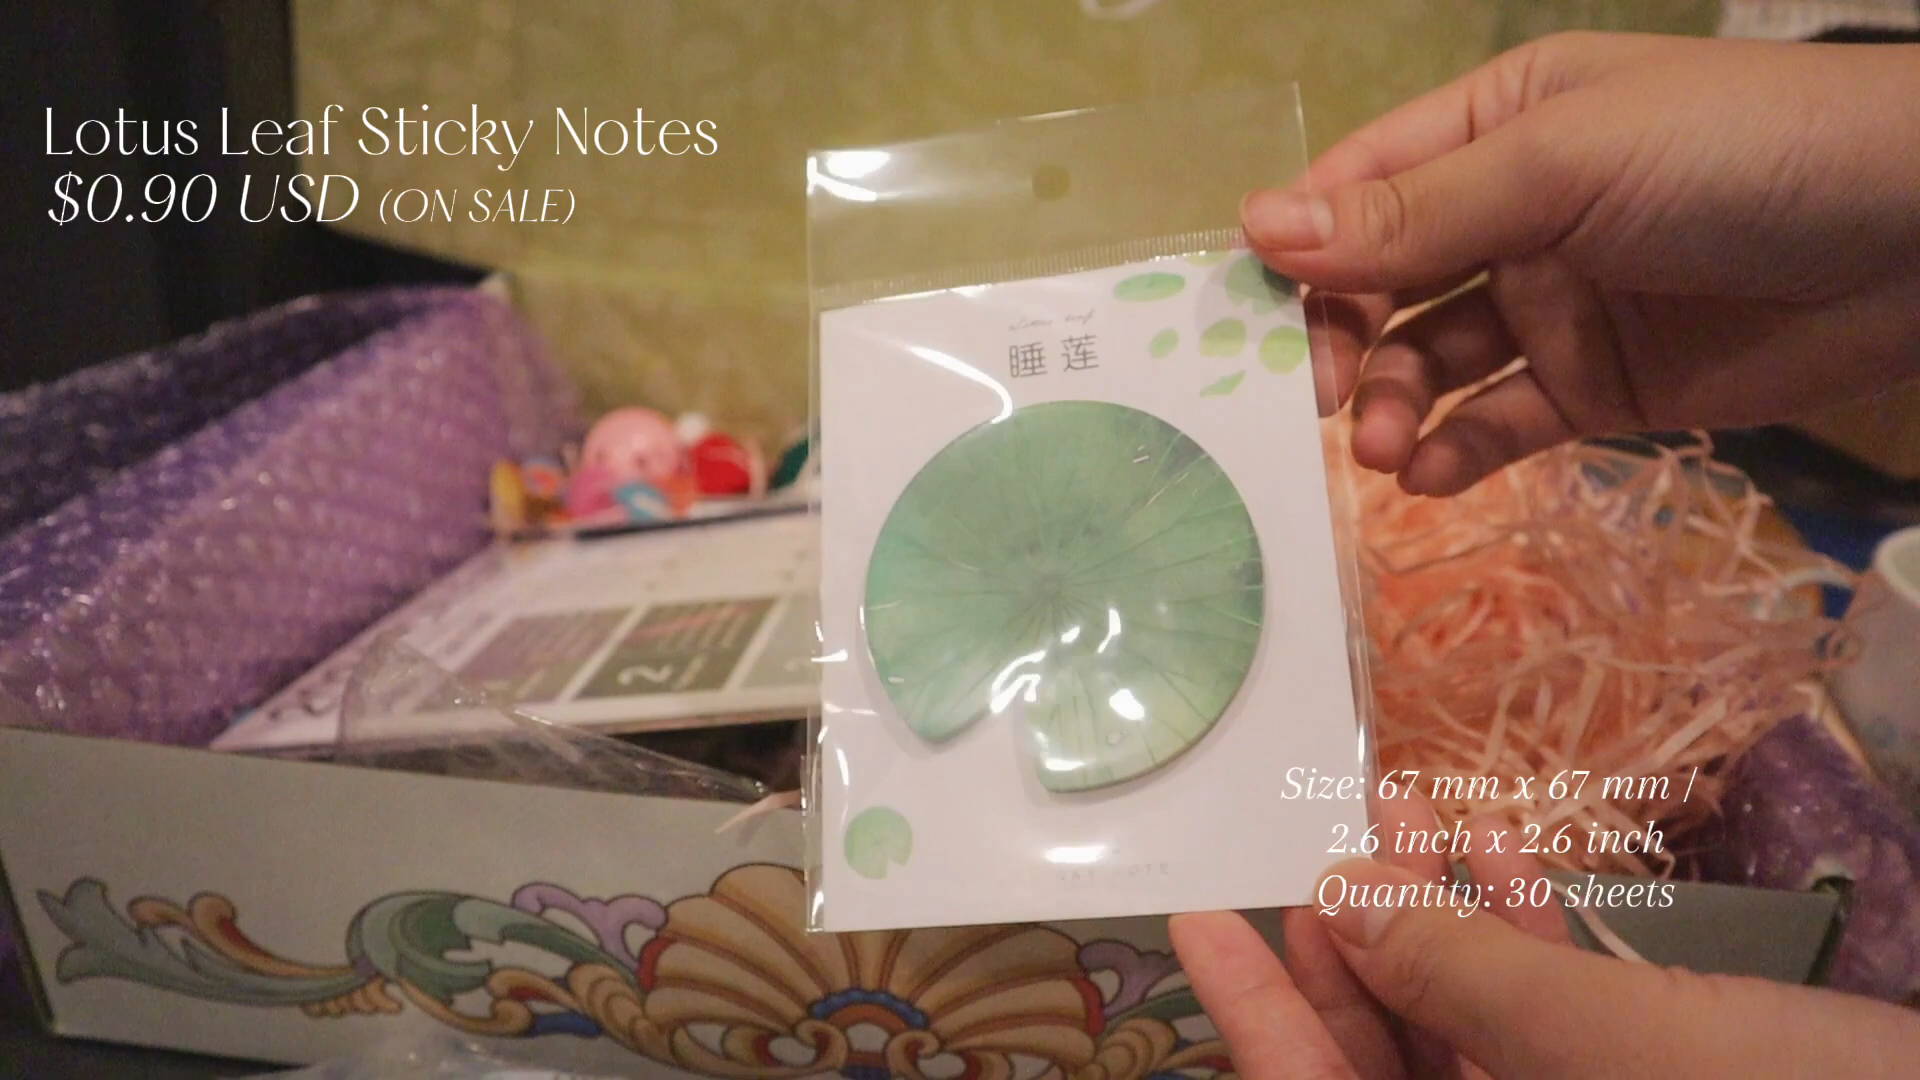 Lotus Leaf Sticky Notes
$0.90 USD (ON SALE)
睡莲
2
Size: 67 mm x 67 mm /
2.6 inch x 2.6 inch
Quantity: 30 sheets